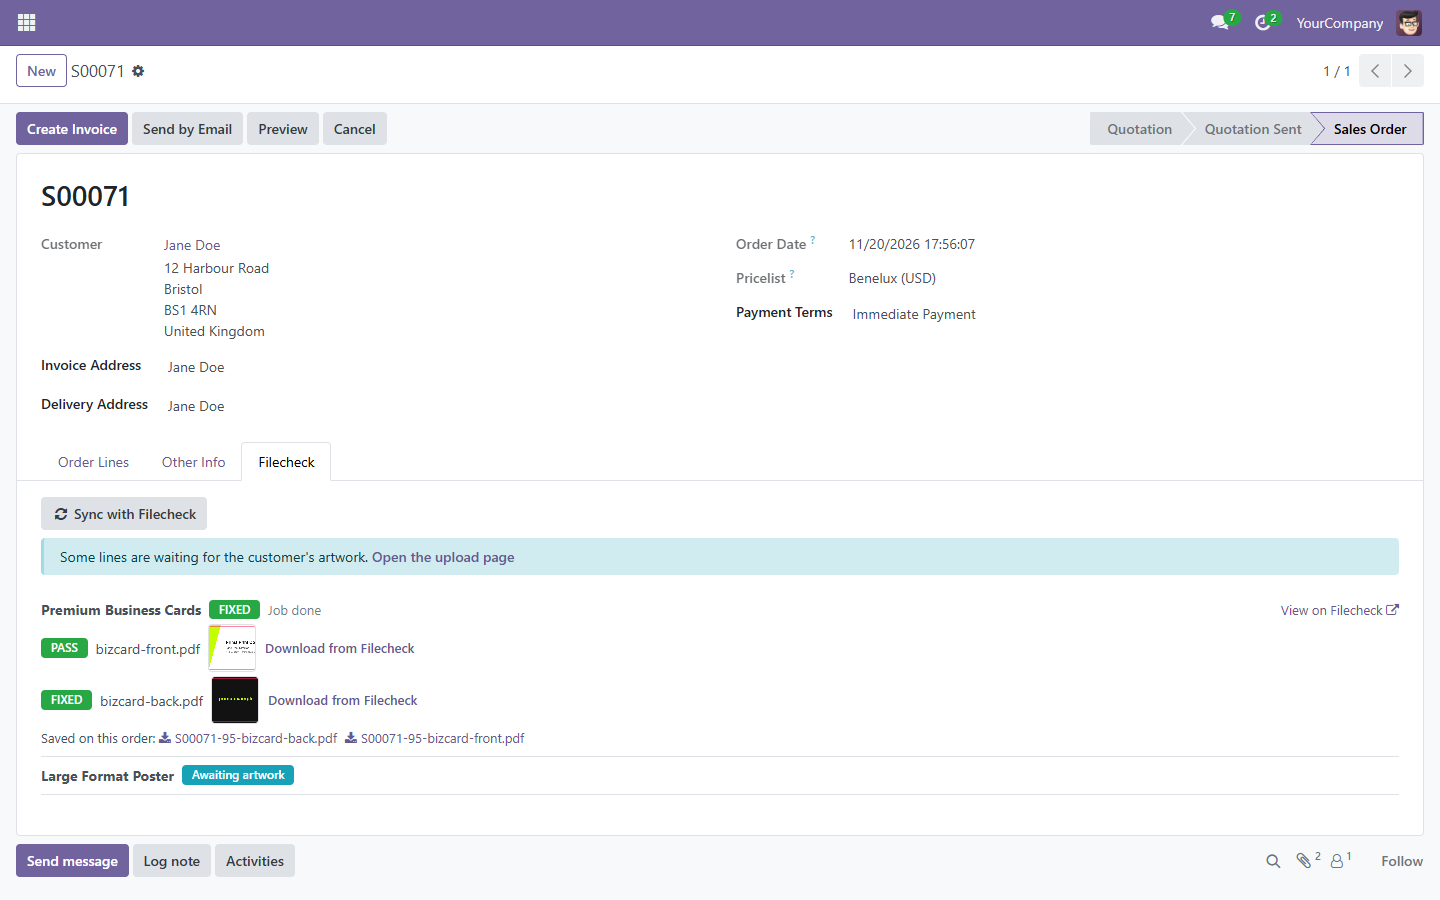 7
2
YourCompany
New
S00071
1 / 1
Create Invoice
Send by Email
Preview
Cancel
Quotation
Quotation Sent
Sales Order
S00071
Customer
Jane Doe
12 Harbour Road
Bristol
BS1 4RN
United Kingdom
Invoice Address
Jane Doe
Delivery Address
Jane Doe
Order Date ?
11/20/2026 17:56:07
Pricelist ?
Benelux (USD)
Payment Terms
Immediate Payment
Order Lines
Other Info
Filecheck
Sync with Filecheck
Some lines are waiting for the customer's artwork. Open the upload page
Premium Business Cards FIXED Job done
View on Filecheck
PASS bizcard-front.pdf Download from Filecheck
FIXED bizcard-back.pdf Download from Filecheck
Saved on this order: S00071-95-bizcard-back.pdf S00071-95-bizcard-front.pdf
Large Format Poster Awaiting artwork
Send message
Log note
Activities
2
1
Follow